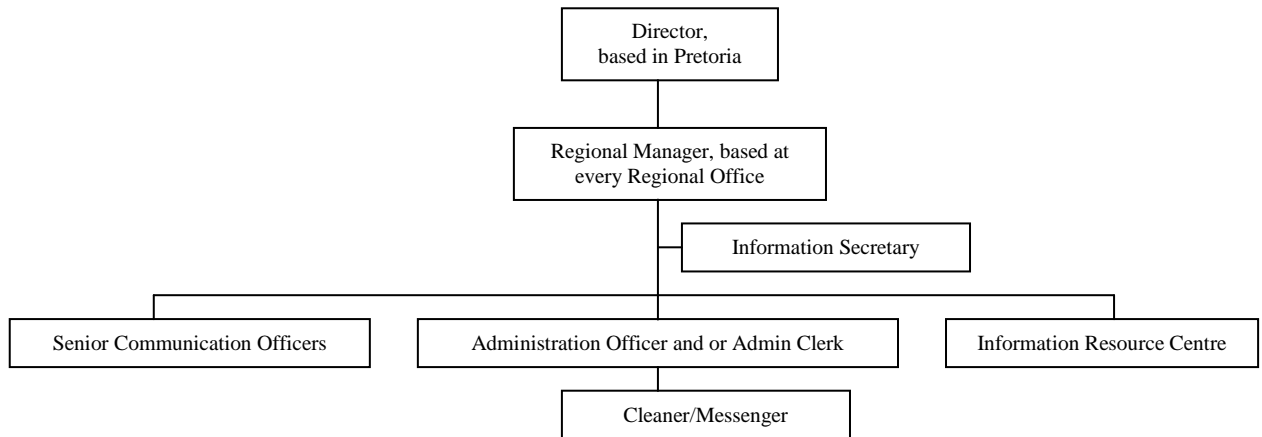 Director,
based in Pretoria
Regional Manager, based at
every Regional Office
Information Secretary
Senior Communication Officers
Administration Officer and or Admin Clerk
Information Resource Centre
Cleaner/Messenger